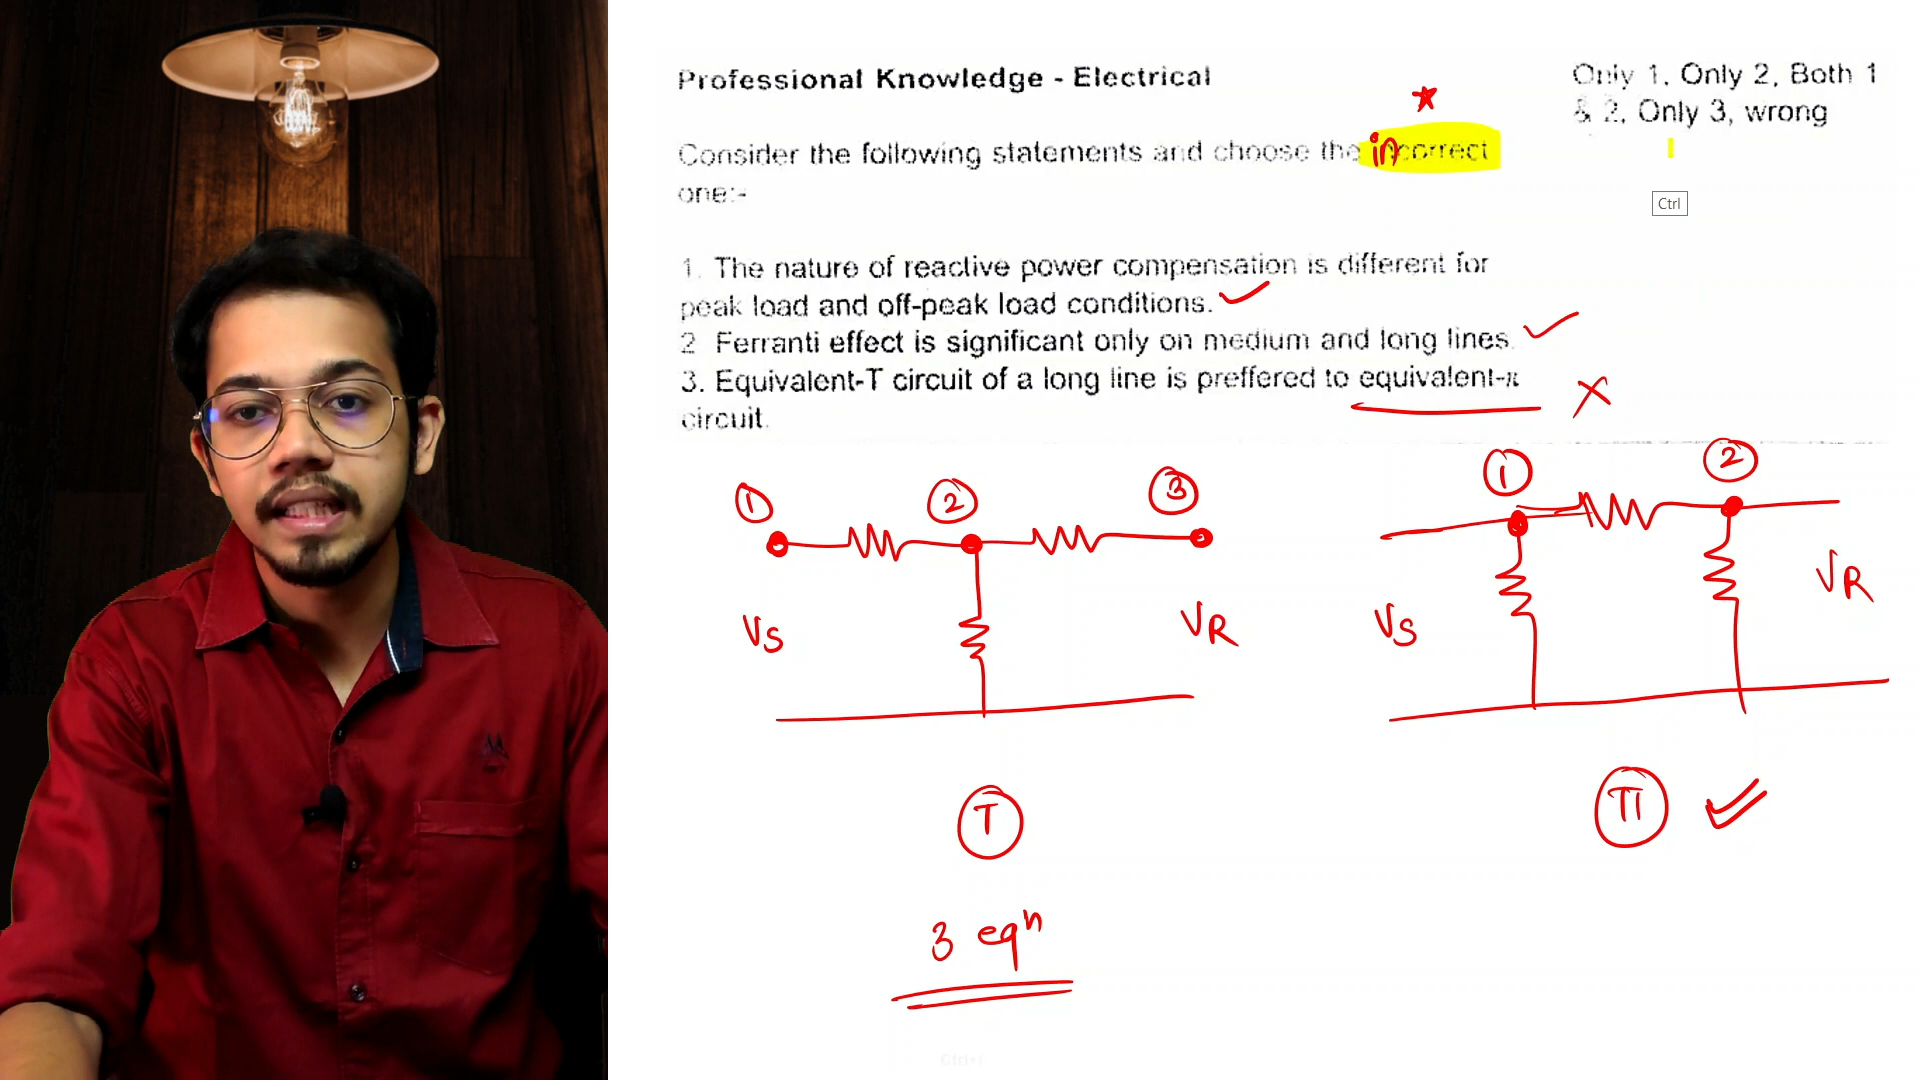 Professional Knowledge - Electrical
Consider the following statements and choose the incorrect
one:-
1. The nature of reactive power compensation is different for
peak load and off-peak load conditions.
2 Ferranti effect is significant only on medium and long lines.
3. Equivalent-T circuit of a long line is preffered to equivalent-π
circuit.
Only 1, Only 2, Both 1
& 2, Only 3, wrong
Ctrl
1 2 3
VS VR
T
3 eqⁿ
1 2
VS VR
π